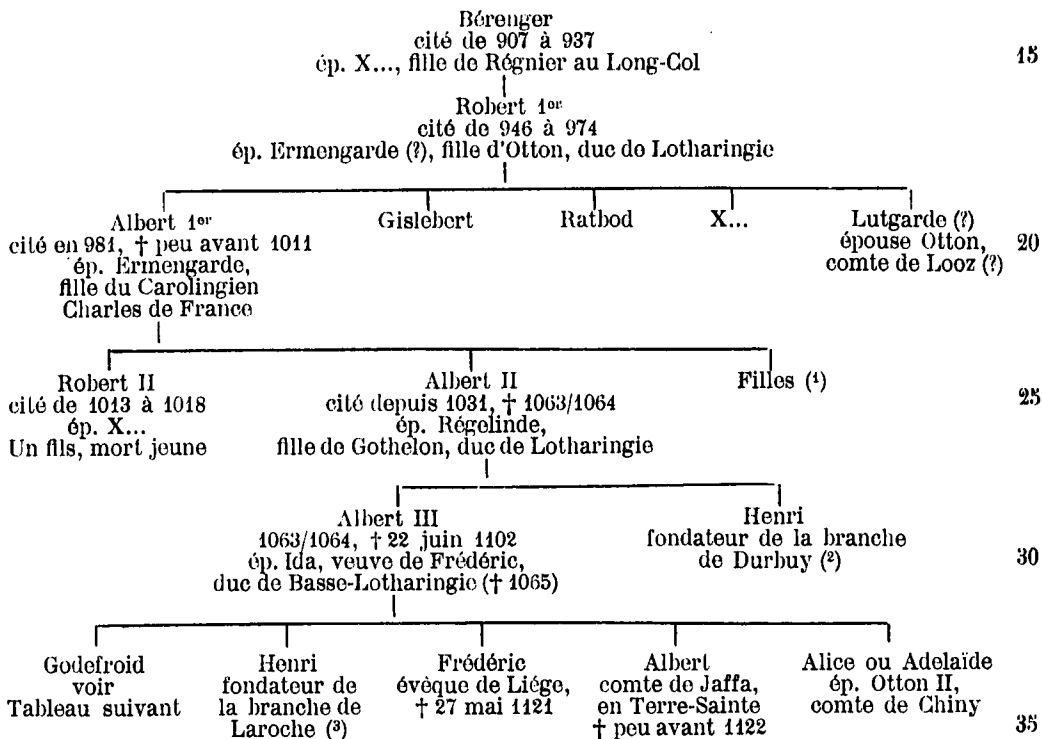 Bérenger
cité de 907 à 937
ép. X..., fille de Régnier au Long-Col 15
Robert 1er
cité de 946 à 974
ép. Ermengarde (?), fille d'Otton, duc de Lotharingie
Albert 1er Gislebert Ratbod X... Lutgarde (?)
cité en 981, † peu avant 1011 épouse Otton, 20
ép. Ermengarde, comte de Looz (?)
fille du Carolingien
Charles de France
Robert II Albert II Filles (1)
cité de 1013 à 1018 cité depuis 1031, † 1063/1064 25
ép. X... ép. Régelinde,
Un fils, mort jeune fille de Gothelon, duc de Lotharingie
Albert III Henri
1063/1064, † 22 juin 1102 fondateur de la branche
ép. Ida, veuve de Frédéric, de Durbuy (2) 30
duc de Basse-Lotharingie († 1065)
Godefroid Henri Frédéric Albert Alice ou Adelaïde
voir fondateur de évèque de Liége, comte de Jaffa, ép. Otton II,
Tableau suivant la branche de † 27 mai 1121 en Terre-Sainte comte de Chiny
Laroche (3) † peu avant 1122 35